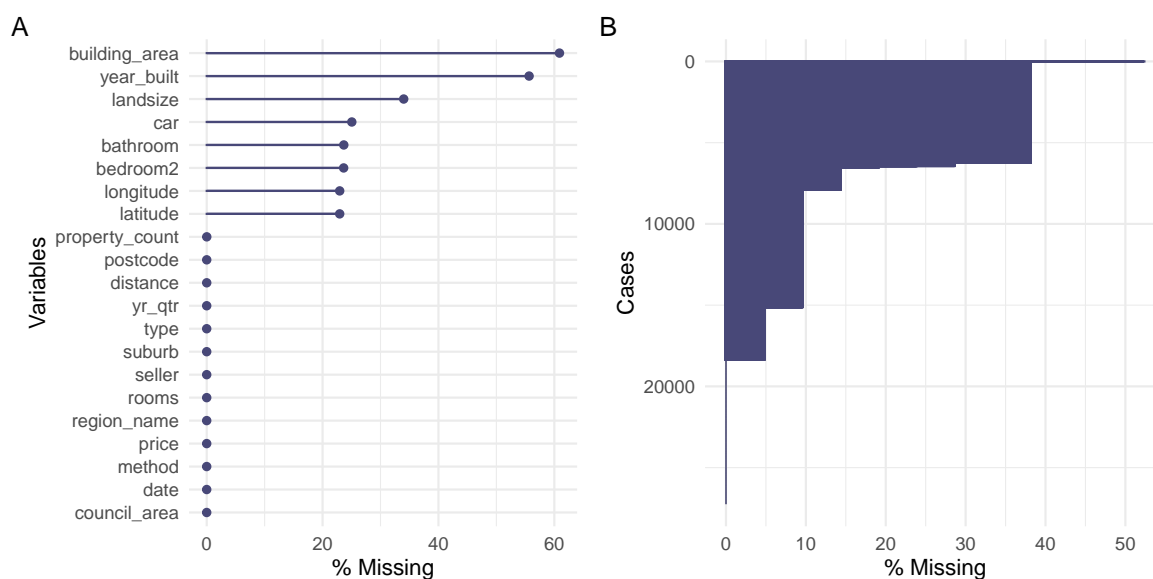 A
building_area
year_built
landsize
car
bathroom
bedroom2
longitude
latitude
property_count
postcode
distance
yr_qtr
type
suburb
seller
rooms
region_name
price
method
date
council_area
Variables
0 20 40 60
% Missing
B
0
10000
20000
Cases
0 10 20 30 40 50
% Missing